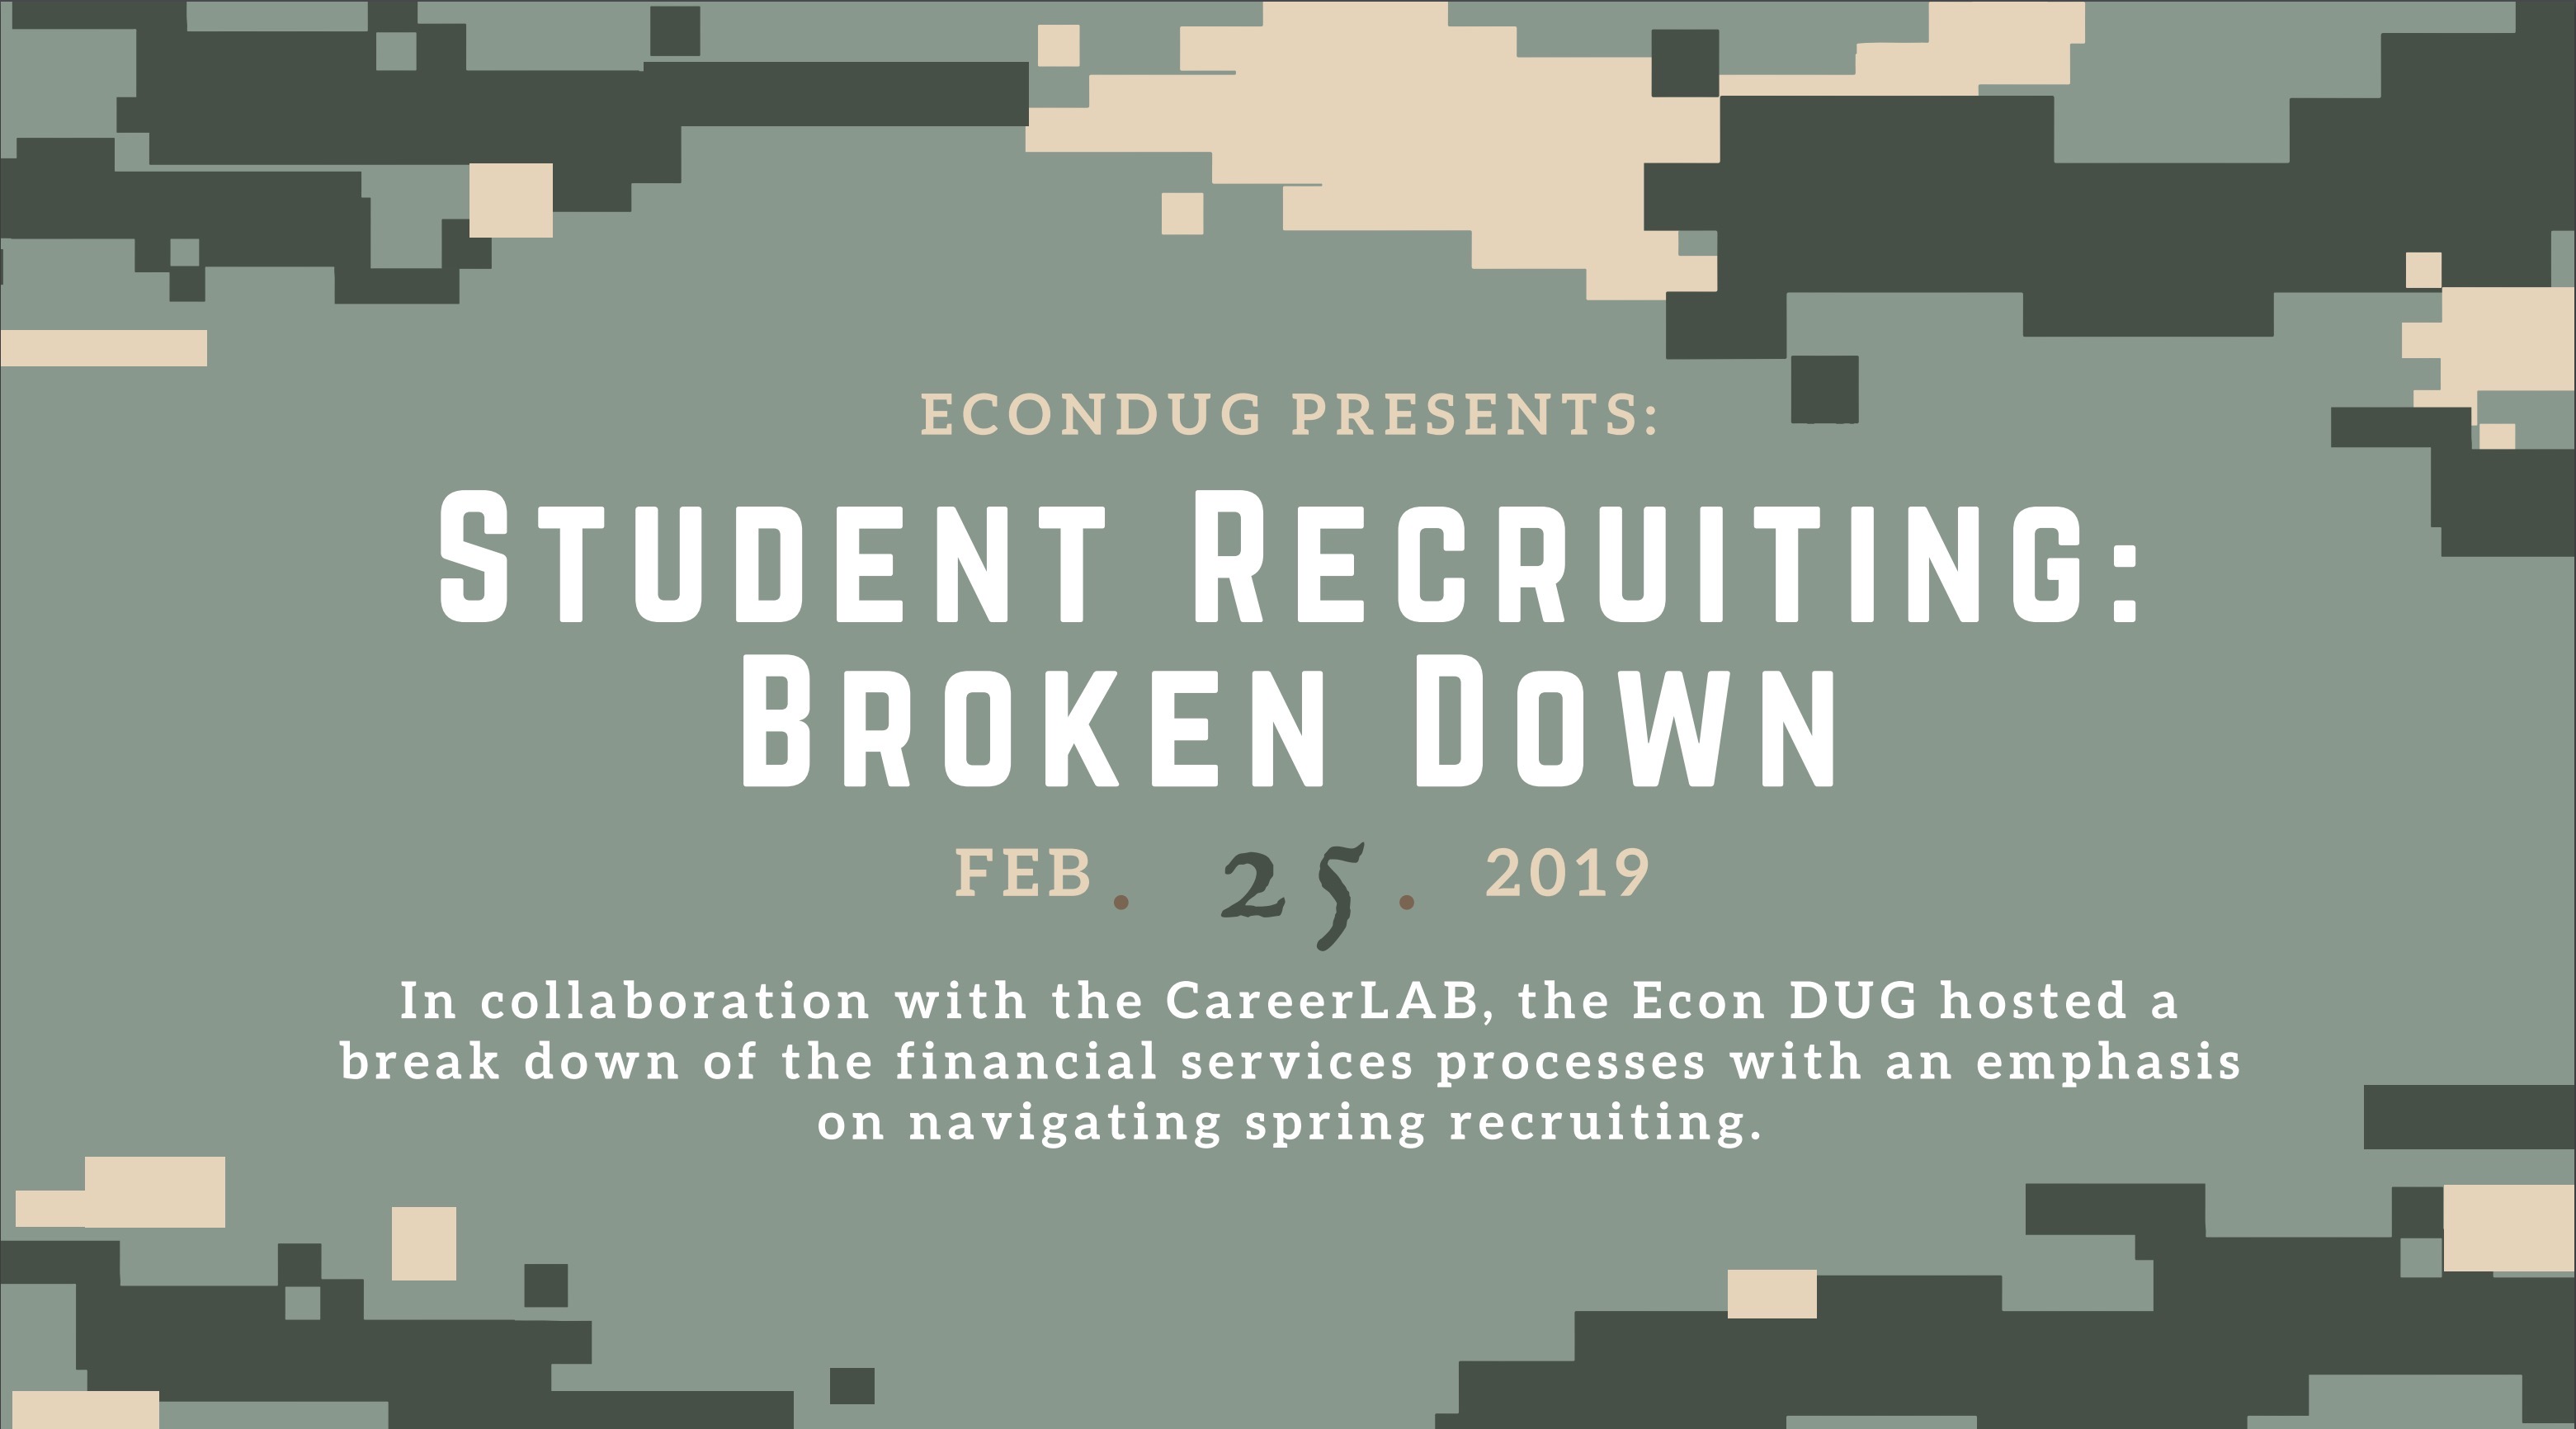 ECONDUG PRESENTS:
STUDENT RECRUITING:
BROKEN DOWN
FEB. 25. 2019
In collaboration with the CareerLAB, the Econ DUG hosted a
break down of the financial services processes with an emphasis
on navigating spring recruiting.